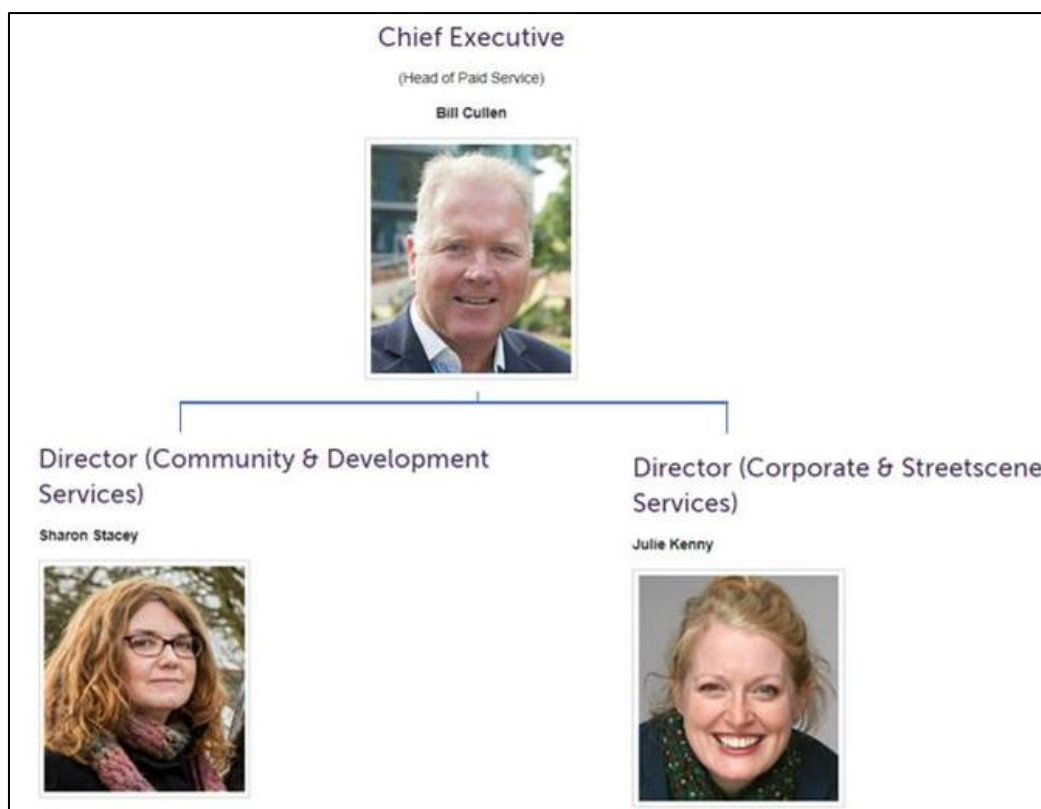 Chief Executive
(Head of Paid Service)
Bill Cullen
Director (Community & Development
Services)
Sharon Stacey
Director (Corporate & Streetscene
Services)
Julie Kenny